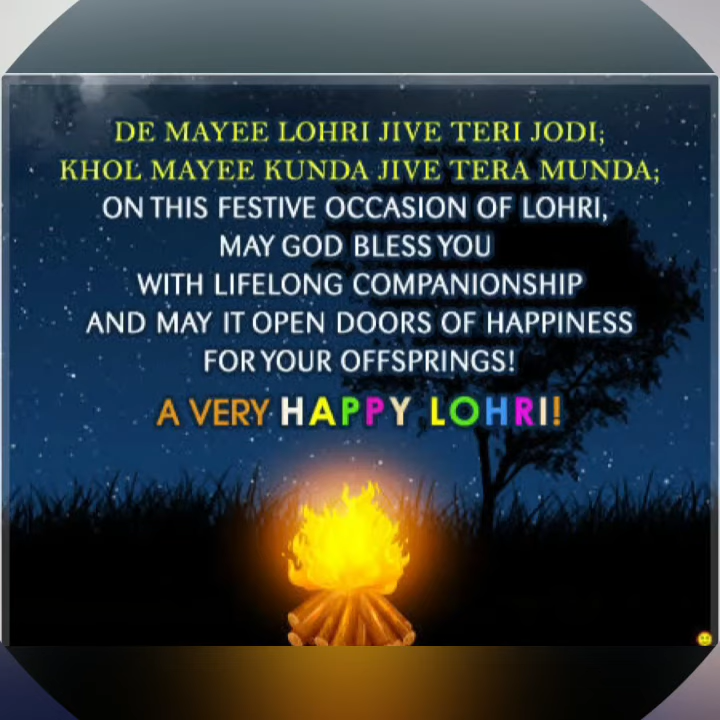 DE MAYEE LOHRI JIVE TERI JODI;
KHOL MAYEE KUNDA JIVE TERA MUNDA;
ON THIS FESTIVE OCCASION OF LOHRI,
MAY GOD BLESS YOU
WITH LIFELONG COMPANIONSHIP
AND MAY IT OPEN DOORS OF HAPPINESS
FOR YOUR OFFSPRINGS!
A VERY HAPPY LOHRI!